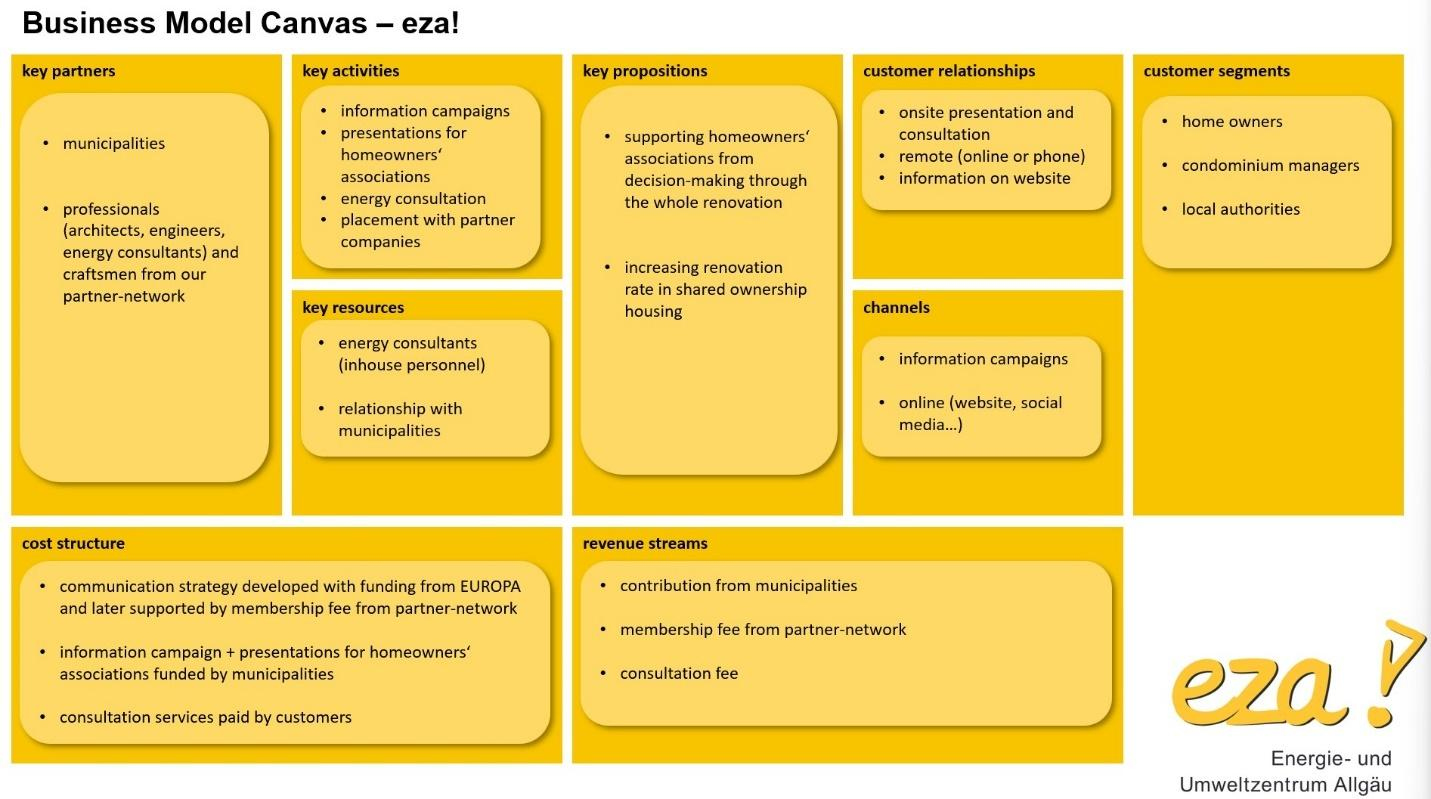 Business Model Canvas – eza!
key partners
• municipalities
• professionals
(architects, engineers,
energy consultants) and
craftsmen from our
partner-network
key activities
• information campaigns
• presentations for
homeowners‘
associations
• energy consultation
• placement with partner
companies
key resources
• energy consultants
(inhouse personnel)
• relationship with
municipalities
key propositions
• supporting homeowners‘
associations from
decision-making through
the whole renovation
• increasing renovation
rate in shared ownership
housing
customer relationships
• onsite presentation and
consultation
• remote (online or phone)
• information on website
channels
• information campaigns
• online (website, social
media...)
customer segments
• home owners
• condominium managers
• local authorities
cost structure
• communication strategy developed with funding from EUROPA
and later supported by membership fee from partner-network
• information campaign + presentations for homeowners‘
associations funded by municipalities
• consultation services paid by customers
revenue streams
• contribution from municipalities
• membership fee from partner-network
• consultation fee
eza!
Energie- und
Umweltzentrum Allgäu